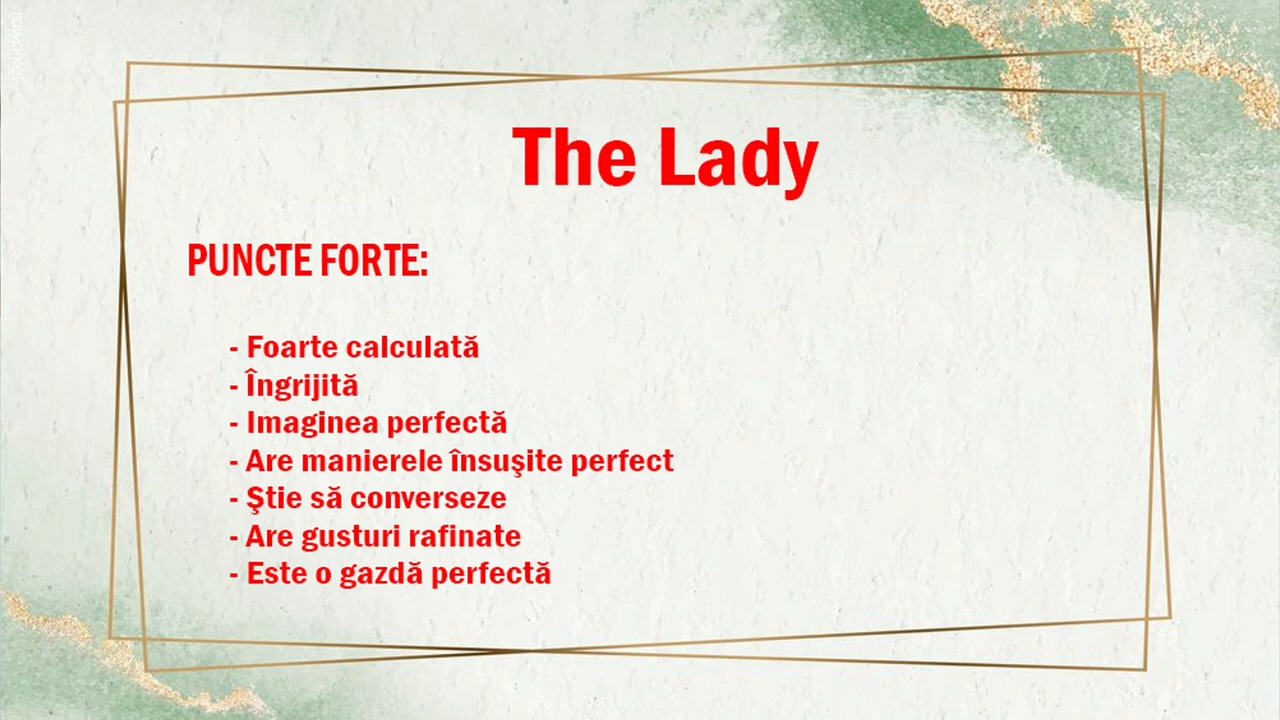 The Lady
PUNCTE FORTE:
- Foarte calculată
- Îngrijită
- Imaginea perfectă
- Are manierele însuşite perfect
- Ştie să converseze
- Are gusturi rafinate
- Este o gazdă perfectă